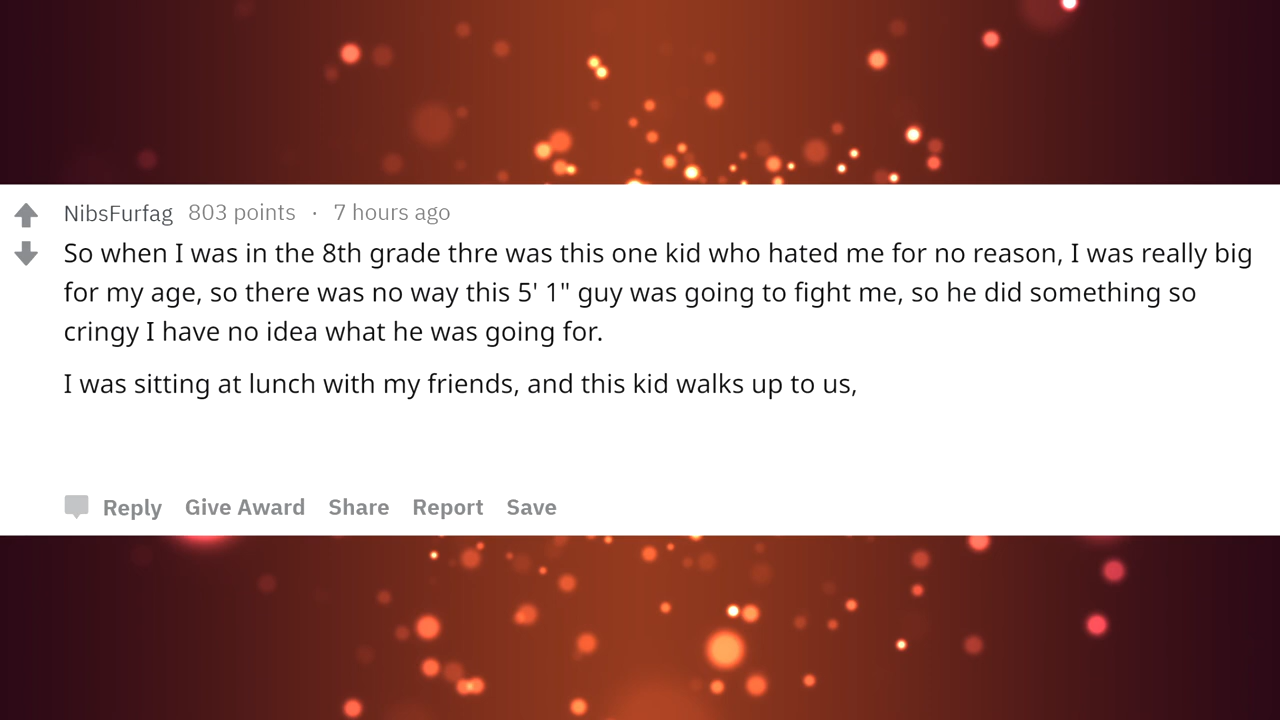 NibsFurfag 803 points · 7 hours ago
So when I was in the 8th grade thre was this one kid who hated me for no reason, I was really big
for my age, so there was no way this 5' 1" guy was going to fight me, so he did something so
cringy I have no idea what he was going for.
I was sitting at lunch with my friends, and this kid walks up to us,
Reply Give Award Share Report Save